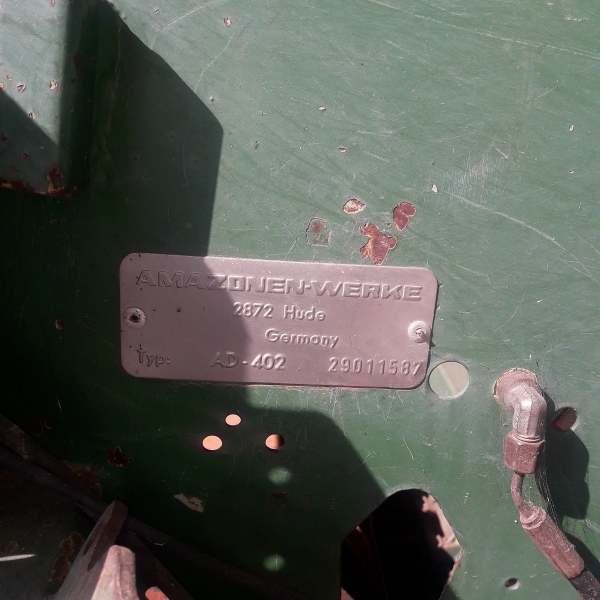 AMAZONEN-WERKE
2872 Hude
Germany
Typ: AD-402 29011587